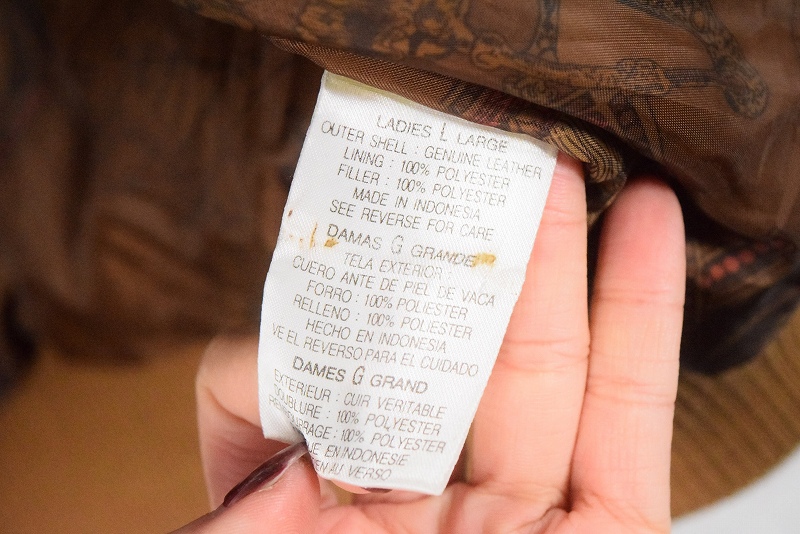 LADIES L LARGE
OUTER SHELL : GENUINE LEATHER
LINING : 100% POLYESTER
FILLER : 100% POLYESTER
MADE IN INDONESIA
SEE REVERSE FOR CARE
DAMAS G GRANDE
TELA EXTERIOR :
CUERO ANTE DE PIEL DE VACA
FORRO : 100% POLIESTER
RELLENO : 100% POLIESTER
HECHO EN INDONESIA
VE EL REVERSO PARA EL CUIDADO
DAMES G GRAND
EXTERIEUR : CUIR VERITABLE
DOUBLURE : 100% POLYESTER
100% POLYESTER
EN INDONESIE
AU VERSO